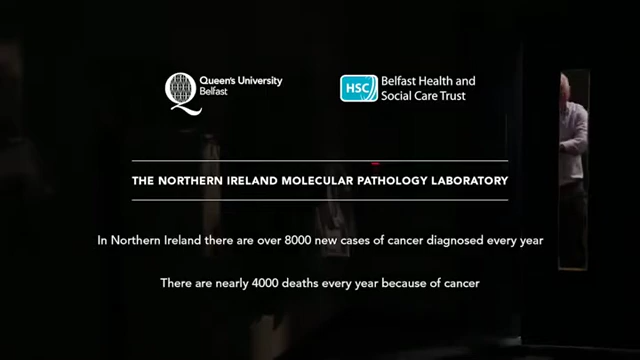 Queen's University
Belfast
HSC
Belfast Health and
Social Care Trust
THE NORTHERN IRELAND MOLECULAR PATHOLOGY LABORATORY
In Northern Ireland there are over 8000 new cases of cancer diagnosed every year
There are nearly 4000 deaths every year because of cancer